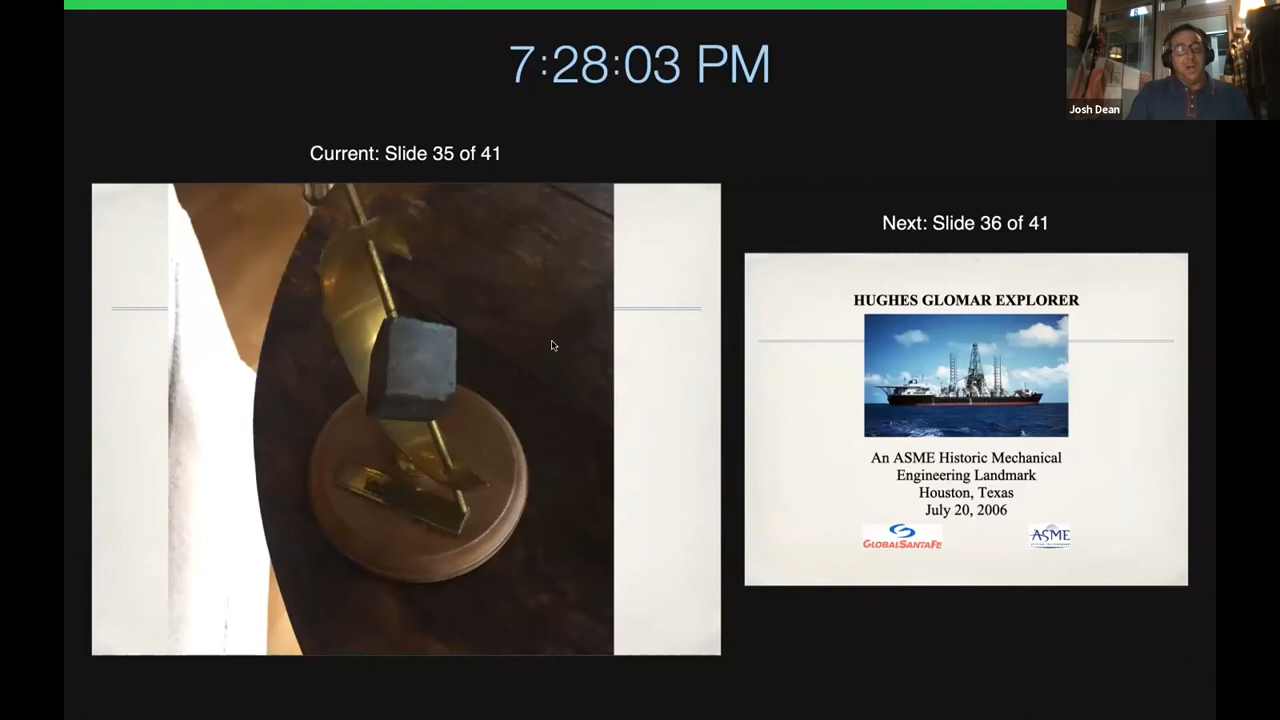 7:28:03 PM
Josh Dean
Current: Slide 35 of 41
Next: Slide 36 of 41
HUGHES GLOMAR EXPLORER
An ASME Historic Mechanical
Engineering Landmark
Houston, Texas
July 20, 2006
GLOBALSANTAFE
ASME